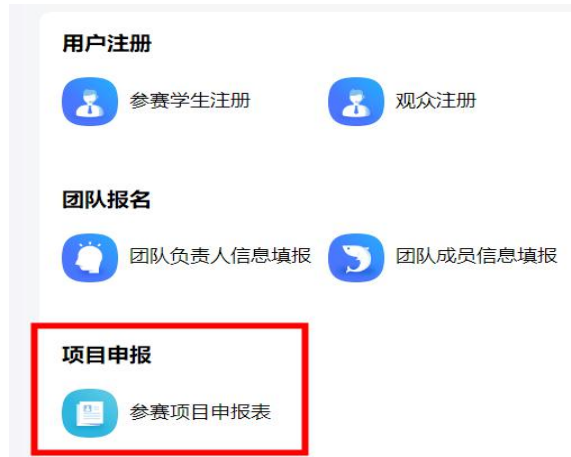 用户注册
参赛学生注册 观众注册
团队报名
团队负责人信息填报 团队成员信息填报
项目申报
参赛项目申报表